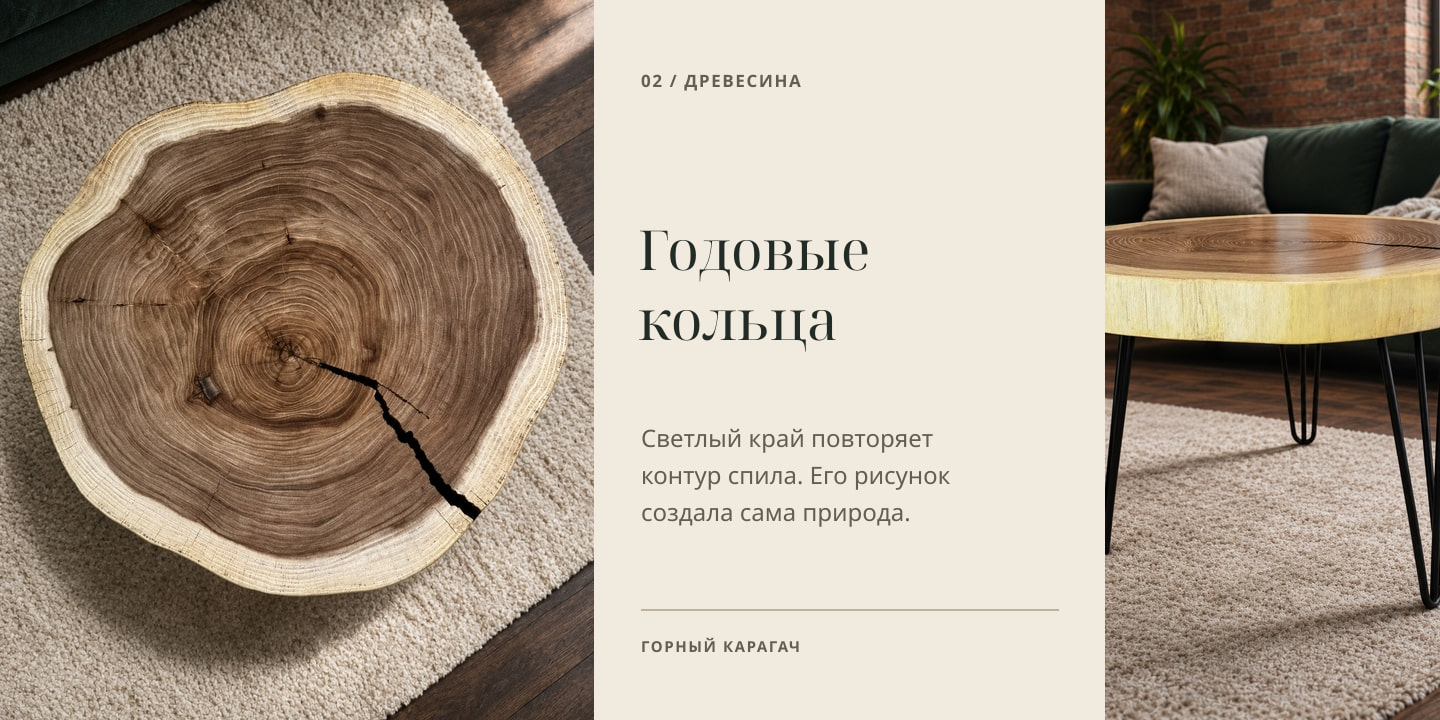 02 / ДРЕВЕСИНА
Годовые
кольца
Светлый край повторяет
контур спила. Его рисунок
создала сама природа.
ГОРНЫЙ КАРАГАЧ